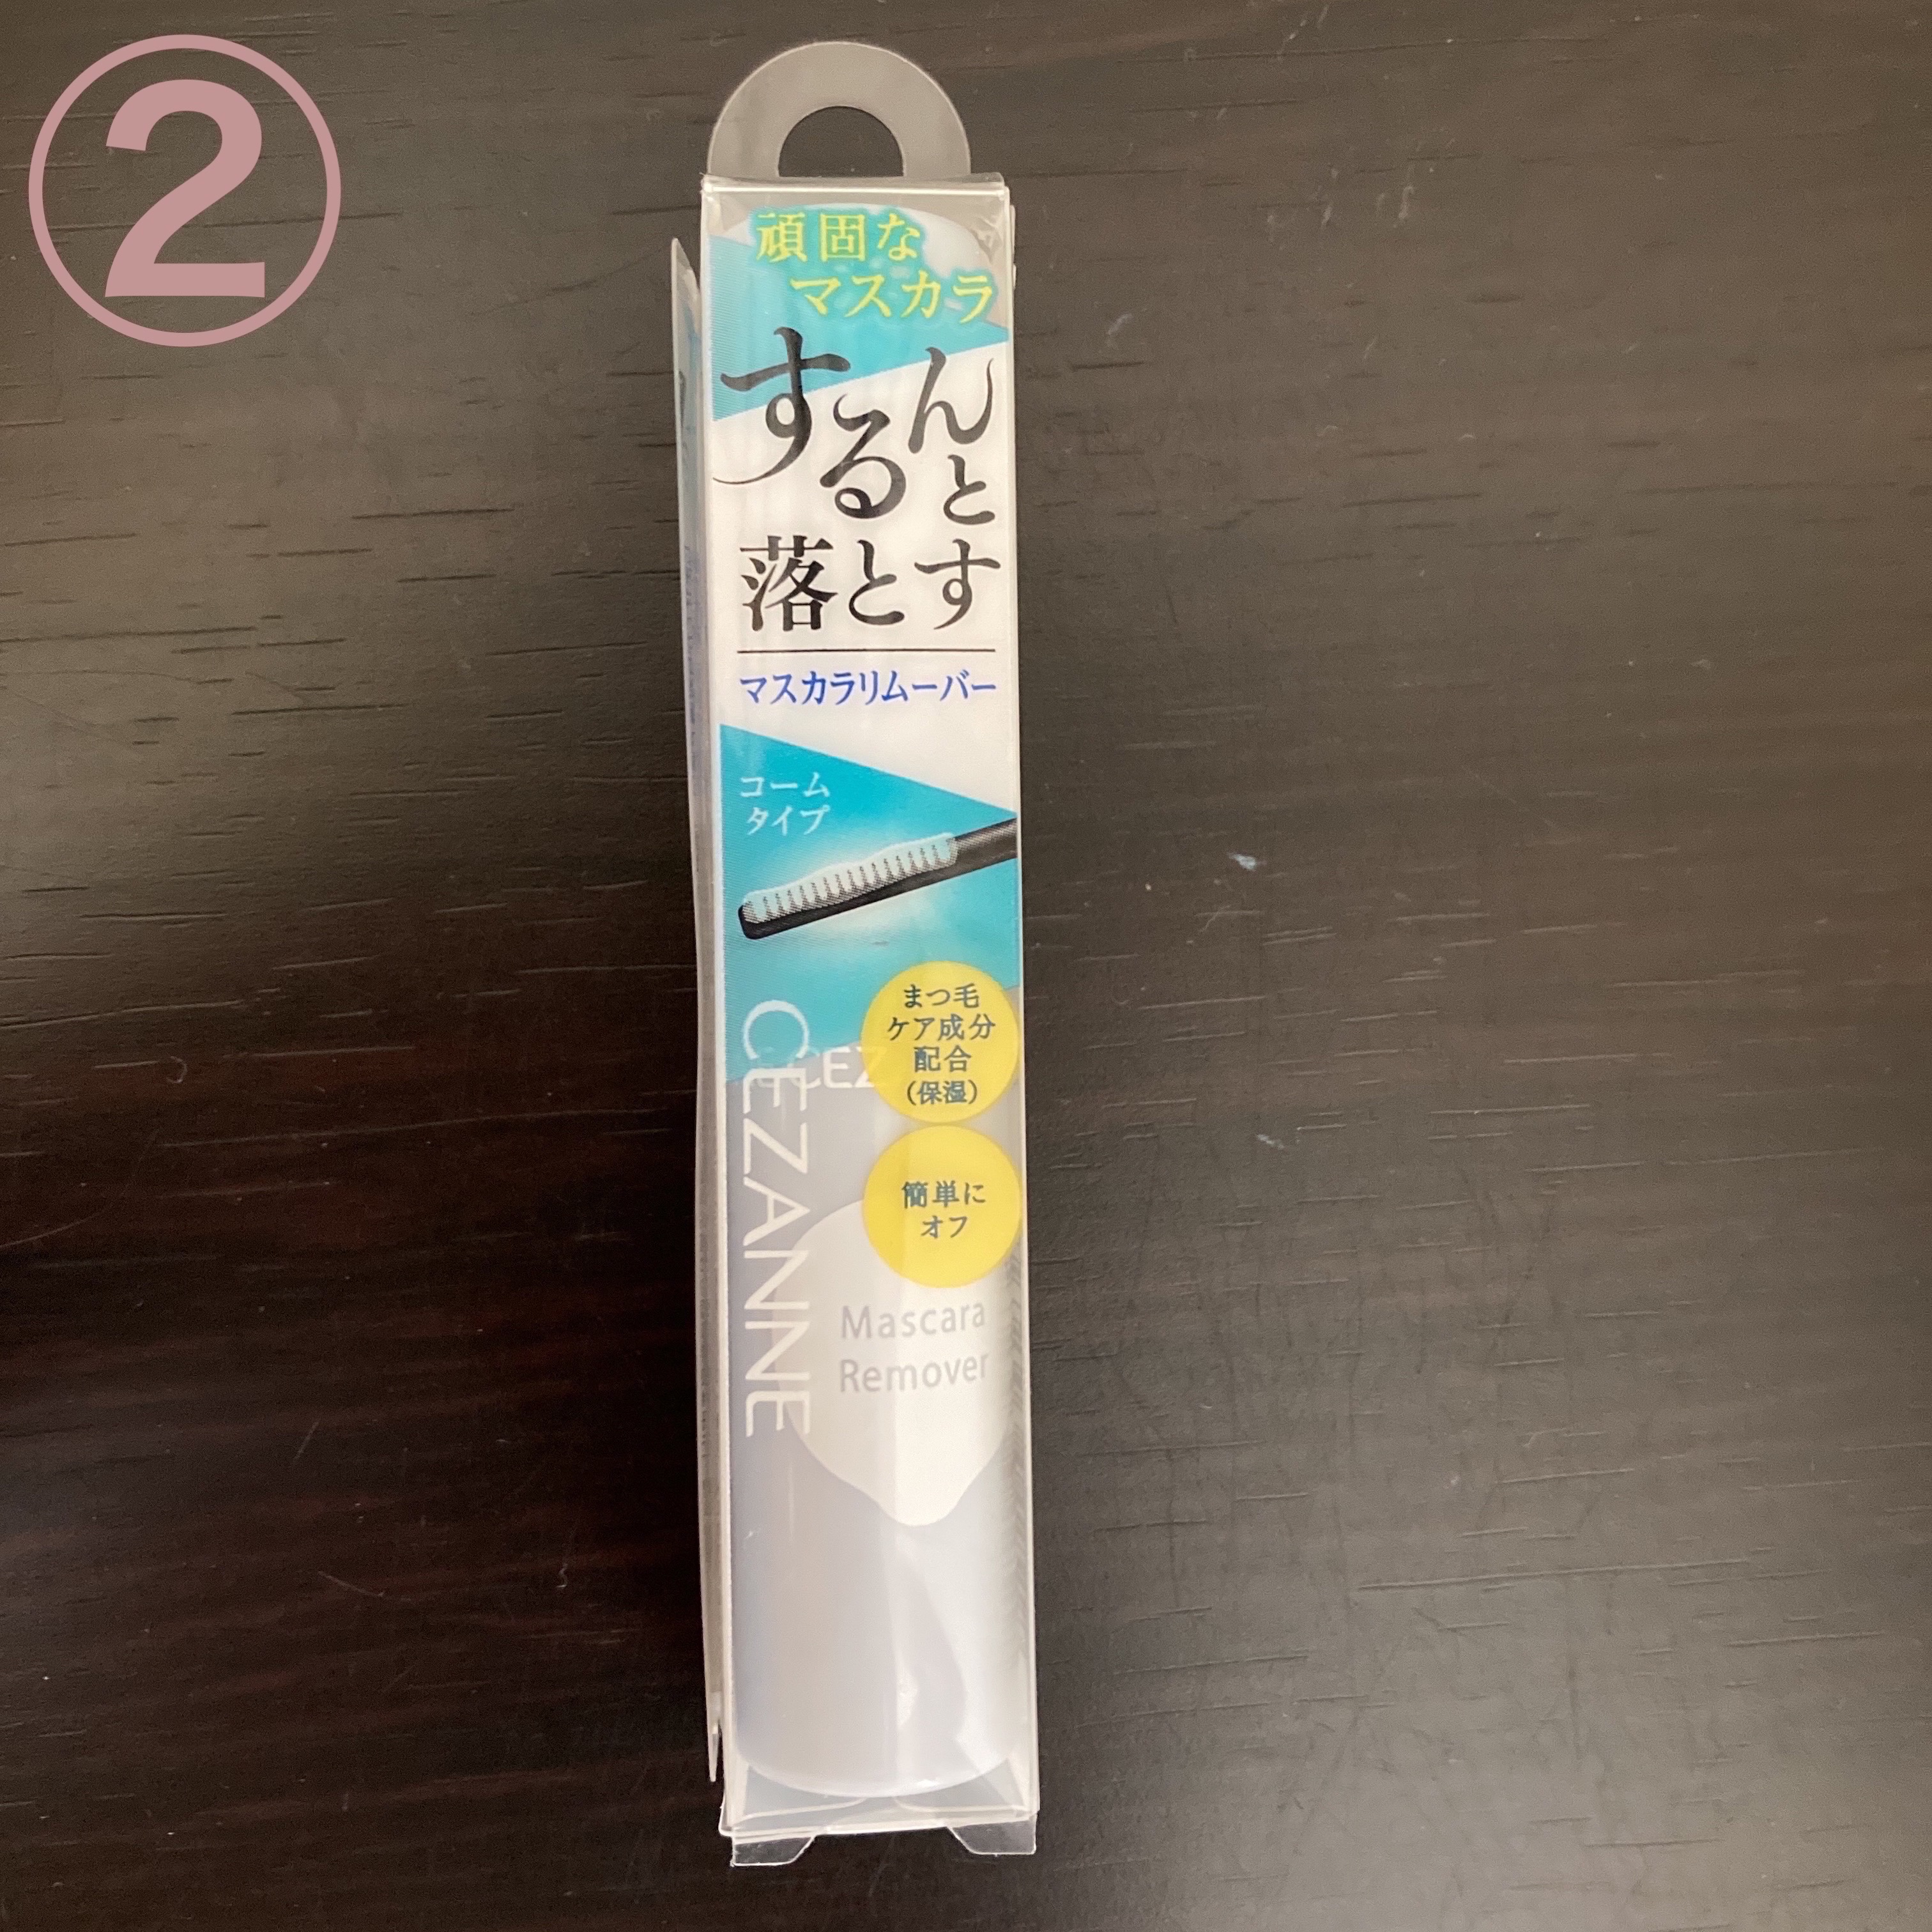 ②
頑固な
マスカラ
するんと
落とす
マスカラリムーバー
コーム
タイプ
まつ毛
ケア成分
配合
(保湿)
CEZ
CEZANNE
簡単に
オフ
Mascara
Remover